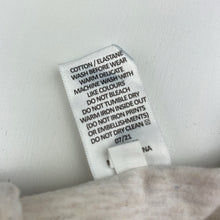 COTTON / ELASTANE
WASH BEFORE WEAR
WARM DELICATE
MACHINE WASH WITH
LIKE COLOURS
DO NOT BLEACH
DO NOT TUMBLE DRY
WARM IRON INSIDE OUT
(DO NOT IRON PRINTS
OR EMBELLISHMENTS)
DO NOT DRY CLEAN
07/21
NA